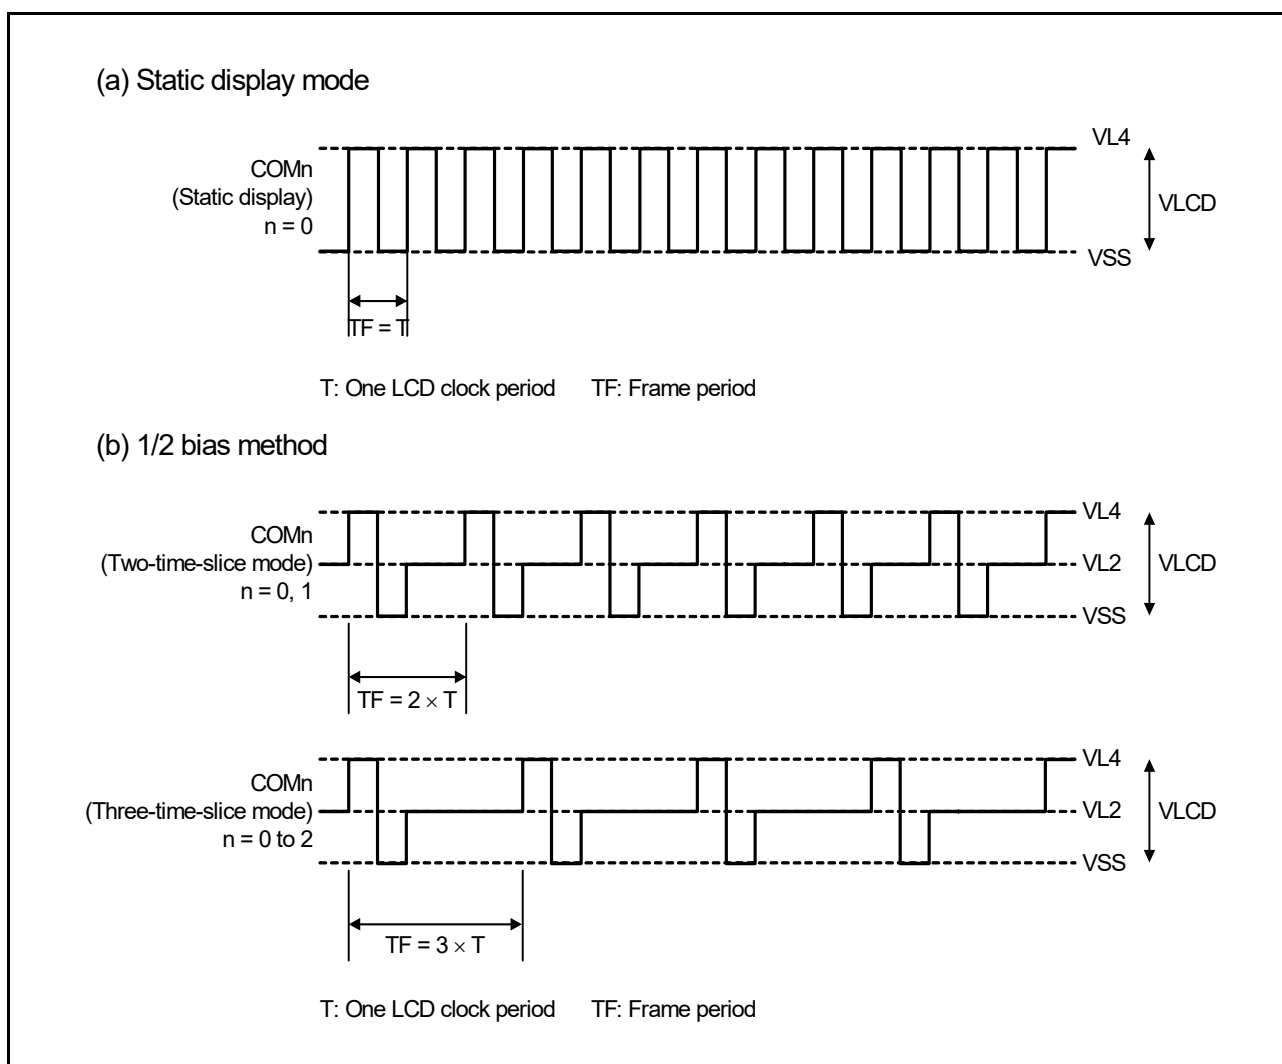 (a) Static display mode
VL4
COMn
(Static display)
n = 0
VLCD
VSS
TF = T
T: One LCD clock period TF: Frame period
(b) 1/2 bias method
VL4
COMn
(Two-time-slice mode)
n = 0, 1
VL2
VLCD
VSS
TF = 2 × T
VL4
COMn
(Three-time-slice mode)
n = 0 to 2
VL2
VLCD
VSS
TF = 3 × T
T: One LCD clock period TF: Frame period